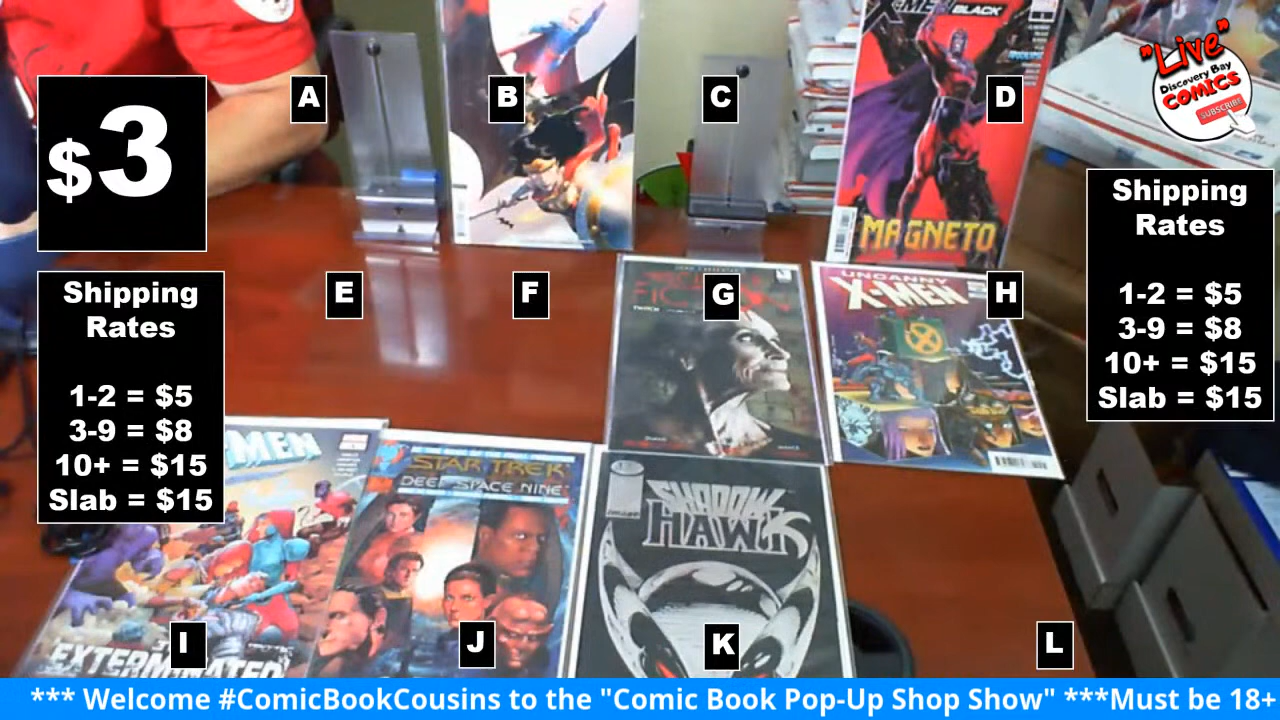 X-MEN BLACK
"Live"
Discovery Bay
COMICS
SUBSCRIBE
A
B
C
D
$3
MAGNETO
Shipping
Rates
1-2 = $5
3-9 = $8
10+ = $15
Slab = $15
Shipping
Rates
1-2 = $5
3-9 = $8
10+ = $15
Slab = $15
E
F
G
H
UNCANNY
X-MEN
STAR TREK
DEEP SPACE NINE
SHADOW
HAWK
EXTERMINATED
I
J
K
L
*** Welcome #ComicBookCousins to the "Comic Book Pop-Up Shop Show" ***Must be 18+